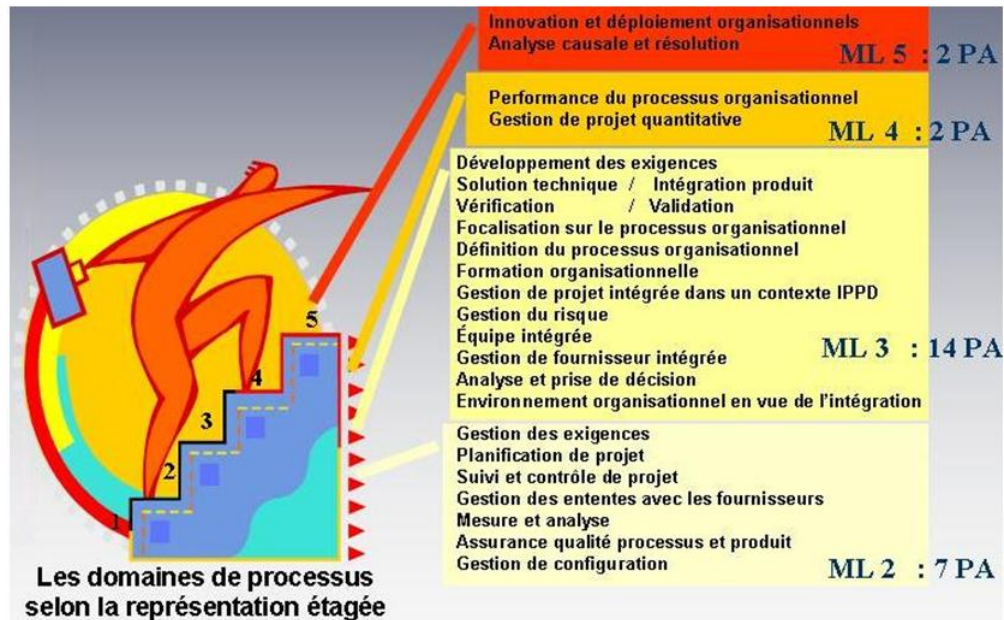 Innovation et déploiement organisationnels
Analyse causale et résolution
ML 5 : 2 PA
Performance du processus organisationnel
Gestion de projet quantitative
ML 4 : 2 PA
Développement des exigences
Solution technique / Intégration produit
Vérification / Validation
Focalisation sur le processus organisationnel
Définition du processus organisationnel
Formation organisationnelle
Gestion de projet intégrée dans un contexte IPPD
Gestion du risque
Équipe intégrée
Gestion de fournisseur intégrée
Analyse et prise de décision
Environnement organisationnel en vue de l'intégration
ML 3 : 14 PA
Gestion des exigences
Planification de projet
Suivi et contrôle de projet
Gestion des ententes avec les fournisseurs
Mesure et analyse
Assurance qualité processus et produit
Gestion de configuration
ML 2 : 7 PA
5
4
3
2
1
Les domaines de processus
selon la représentation étagée